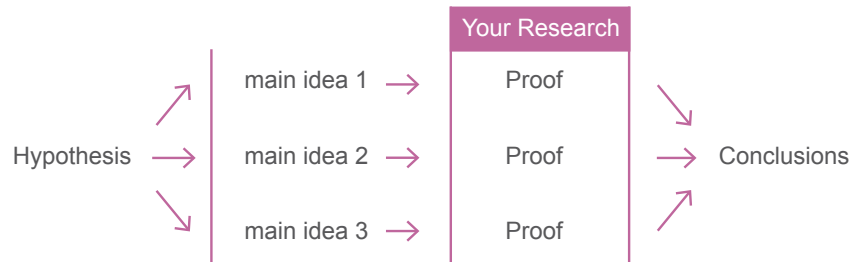 Your Research
main idea 1 Proof
Hypothesis main idea 2 Proof Conclusions
main idea 3 Proof